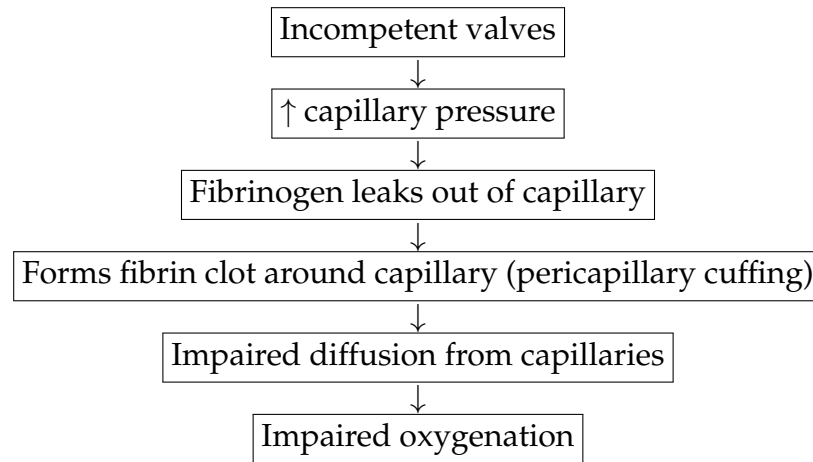 Incompetent valves
↓
↑ capillary pressure
↓
Fibrinogen leaks out of capillary
↓
Forms fibrin clot around capillary (pericapillary cuffing)
↓
Impaired diffusion from capillaries
↓
Impaired oxygenation